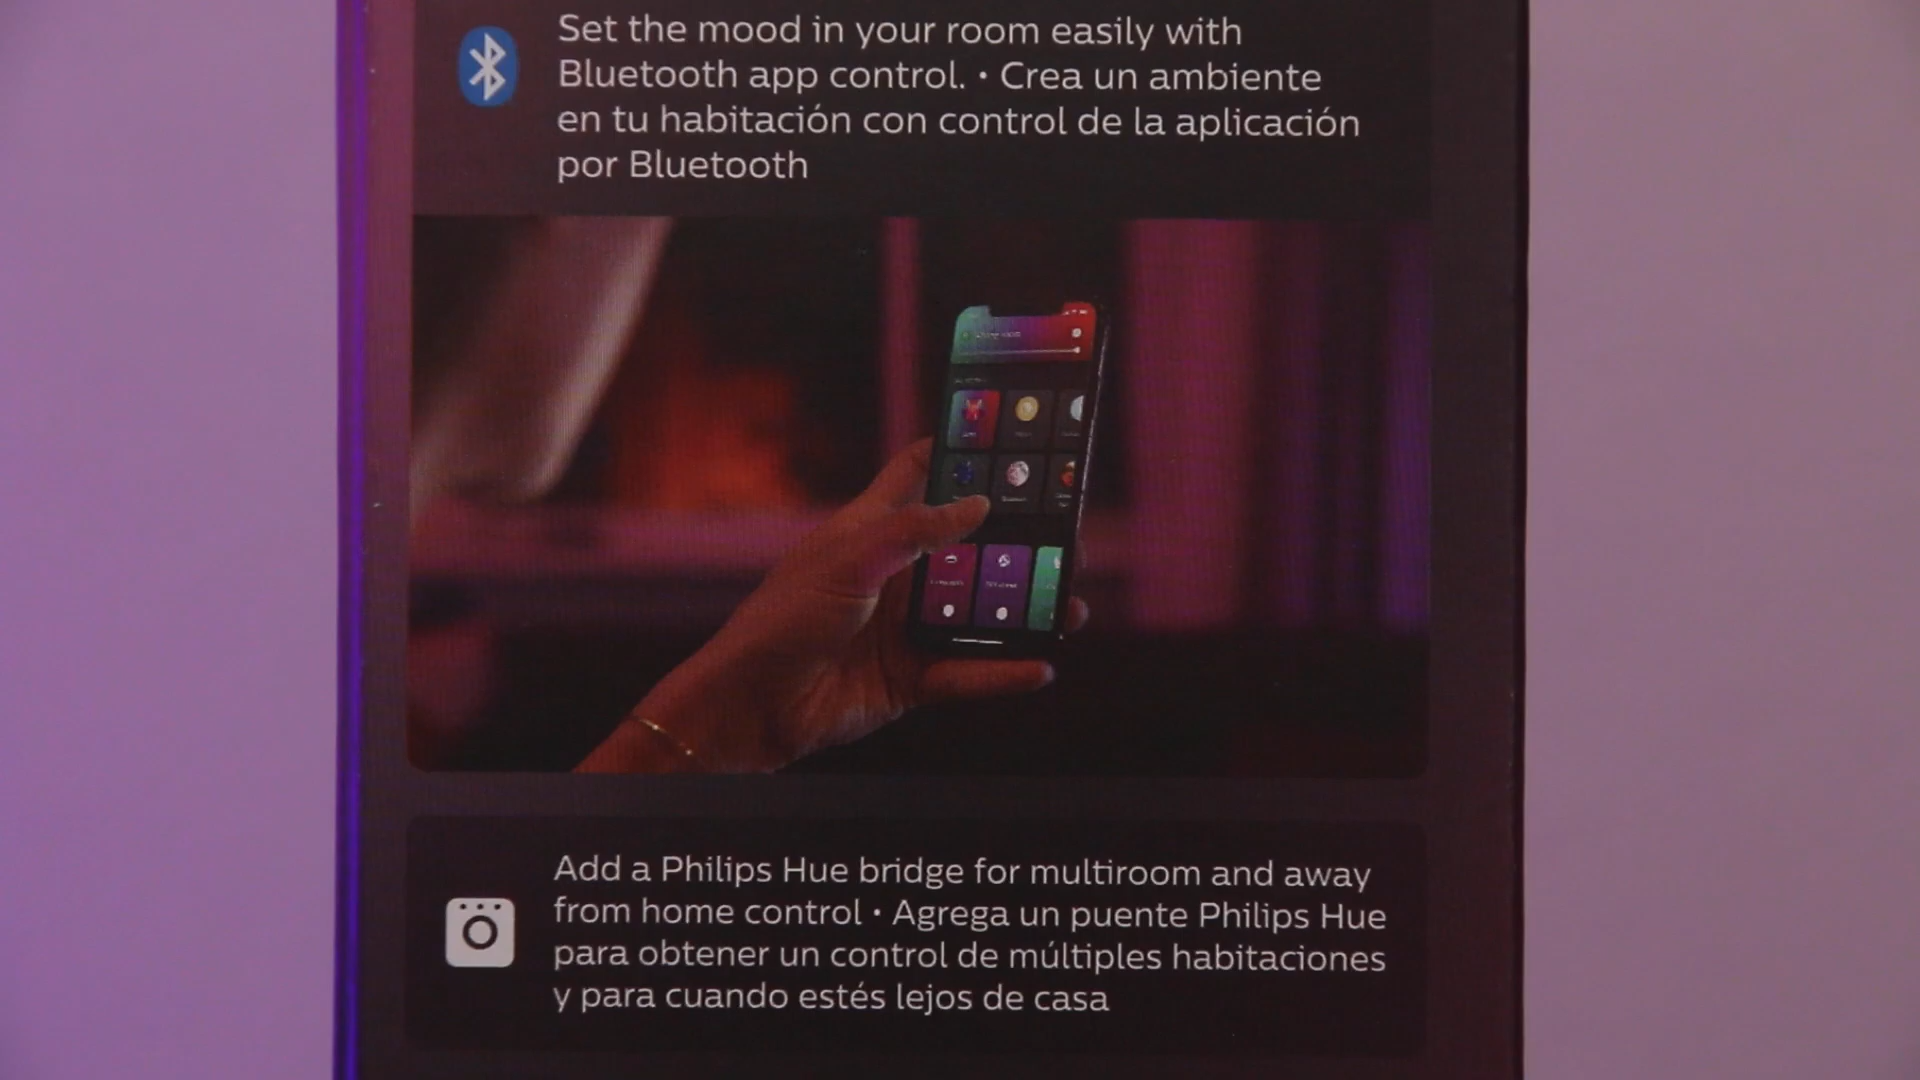 Set the mood in your room easily with
Bluetooth app control. • Crea un ambiente
en tu habitación con control de la aplicación
por Bluetooth
Add a Philips Hue bridge for multiroom and away
from home control • Agrega un puente Philips Hue
para obtener un control de múltiples habitaciones
y para cuando estés lejos de casa